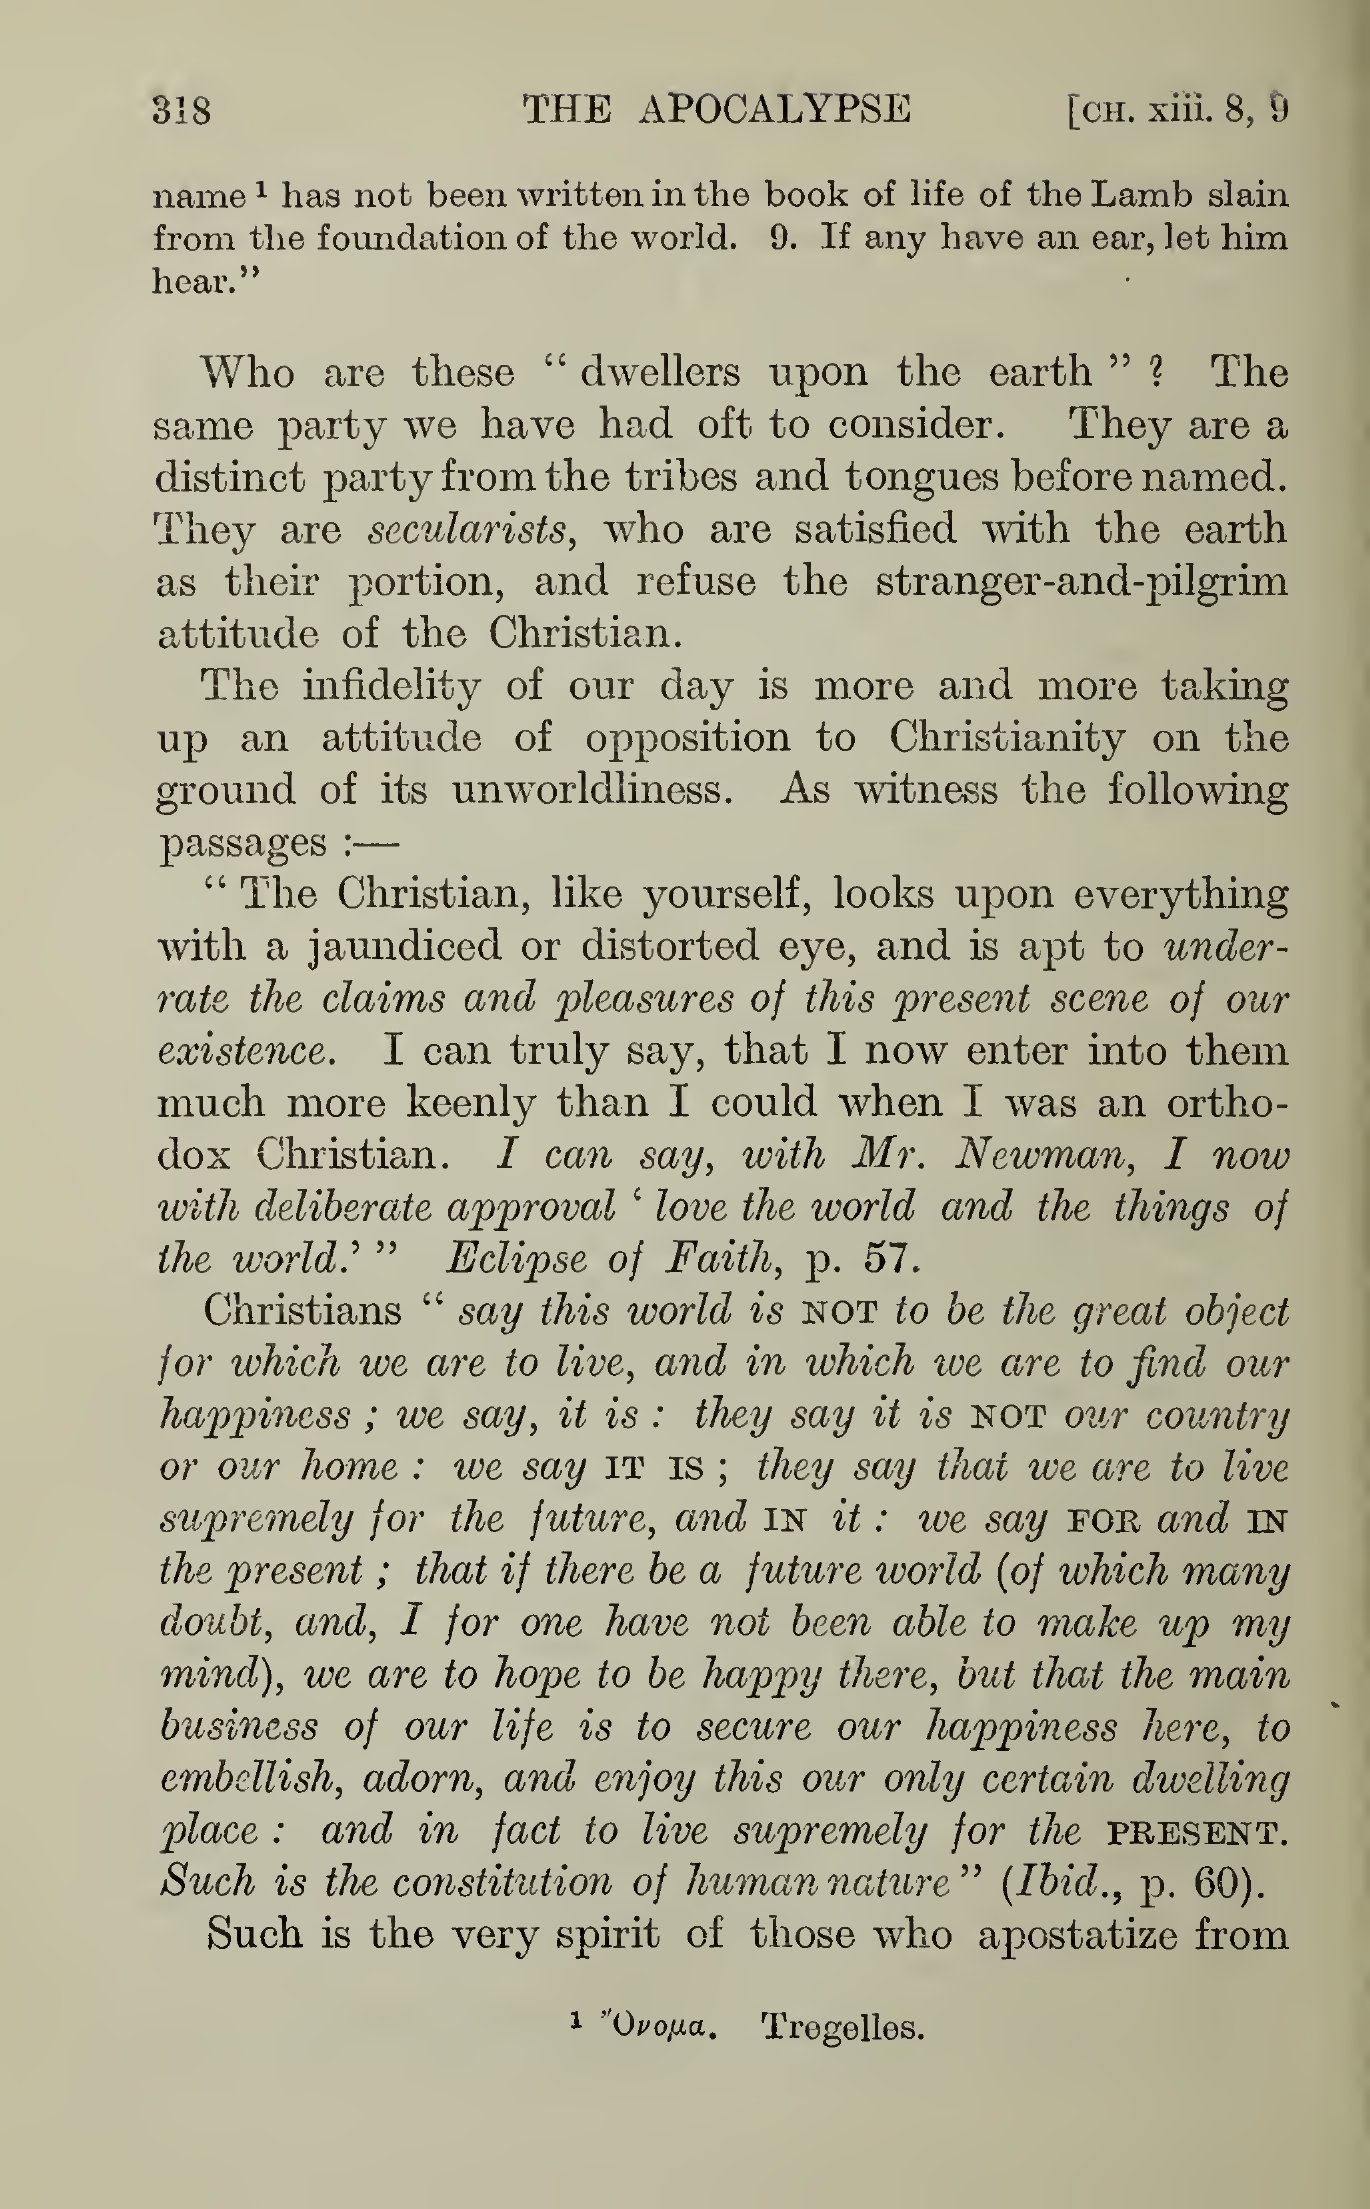 318 THE APOCALYPSE [CH. xiii. 8, 9
name ¹ has not been written in the book of life of the Lamb slain
from the foundation of the world. 9. If any have an ear, let him
hear."
Who are these " dwellers upon the earth " ? The
same party we have had oft to consider. They are a
distinct party from the tribes and tongues before named.
They are secularists, who are satisfied with the earth
as their portion, and refuse the stranger-and-pilgrim
attitude of the Christian.
The infidelity of our day is more and more taking
up an attitude of opposition to Christianity on the
ground of its unworldliness. As witness the following
passages :—
" The Christian, like yourself, looks upon everything
with a jaundiced or distorted eye, and is apt to under-
rate the claims and pleasures of this present scene of our
existence. I can truly say, that I now enter into them
much more keenly than I could when I was an ortho-
dox Christian. I can say, with Mr. Newman, I now
with deliberate approval ' love the world and the things of
the world.' " Eclipse of Faith, p. 57.
Christians " say this world is NOT to be the great object
for which we are to live, and in which we are to find our
happiness ; we say, it is : they say it is NOT our country
or our home : we say IT IS ; they say that we are to live
supremely for the future, and IN it : we say FOR and IN
the present ; that if there be a future world (of which many
doubt, and, I for one have not been able to make up my
mind), we are to hope to be happy there, but that the main
business of our life is to secure our happiness here, to
embellish, adorn, and enjoy this our only certain dwelling
place : and in fact to live supremely for the PRESENT.
Such is the constitution of human nature " (Ibid., p. 60).
Such is the very spirit of those who apostatize from
¹ Ὄνομα. Tregelles.